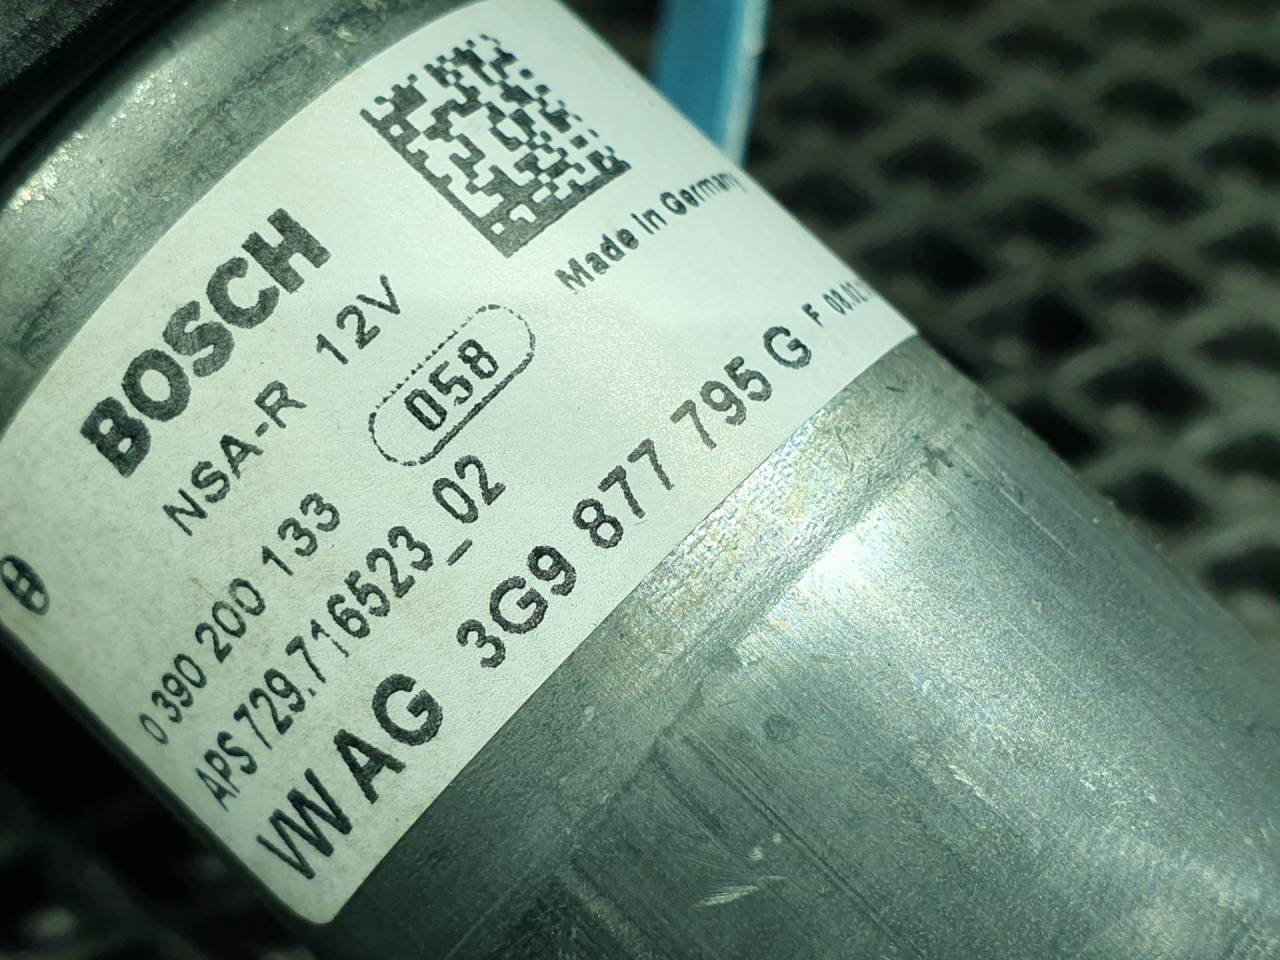 Made in Germany
BOSCH
NSA-R 12V
058
0 390 200 133
APS 729.716523_02
VW AG 3G9 877 795 G F